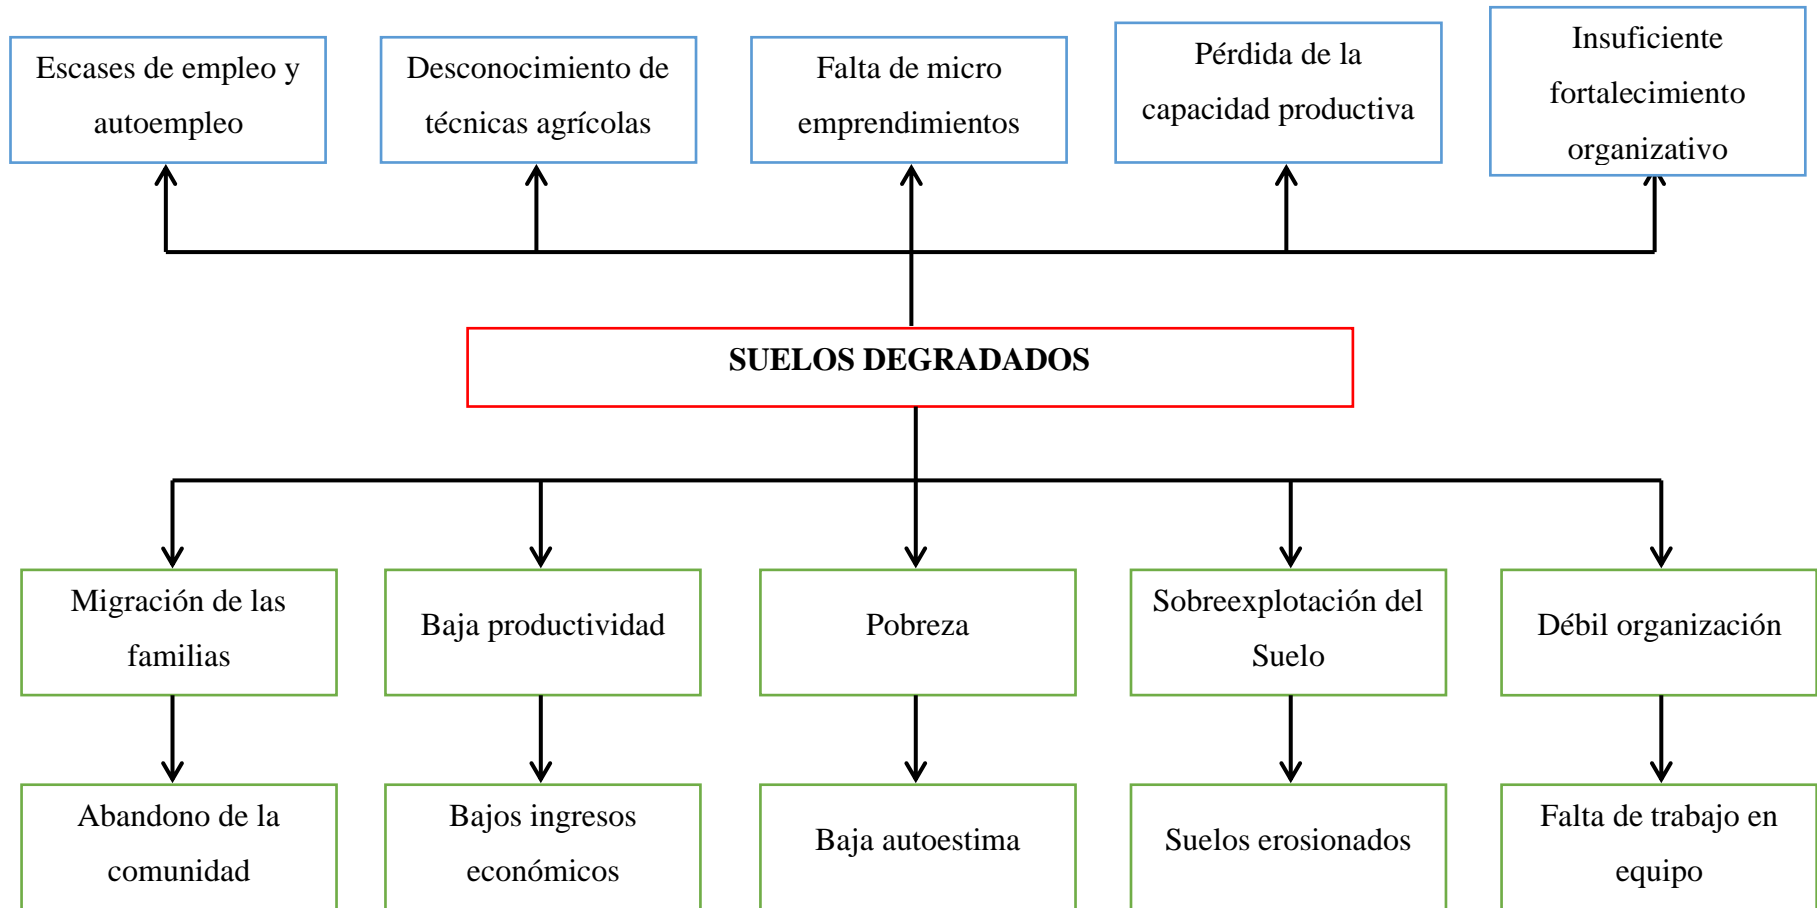 Escases de empleo y
autoempleo
Desconocimiento de
técnicas agrícolas
Falta de micro
emprendimientos
Pérdida de la
capacidad productiva
Insuficiente
fortalecimiento
organizativo
SUELOS DEGRADADOS
Migración de las
familias
Baja productividad
Pobreza
Sobreexplotación del
Suelo
Débil organización
Abandono de la
comunidad
Bajos ingresos
económicos
Baja autoestima
Suelos erosionados
Falta de trabajo en
equipo